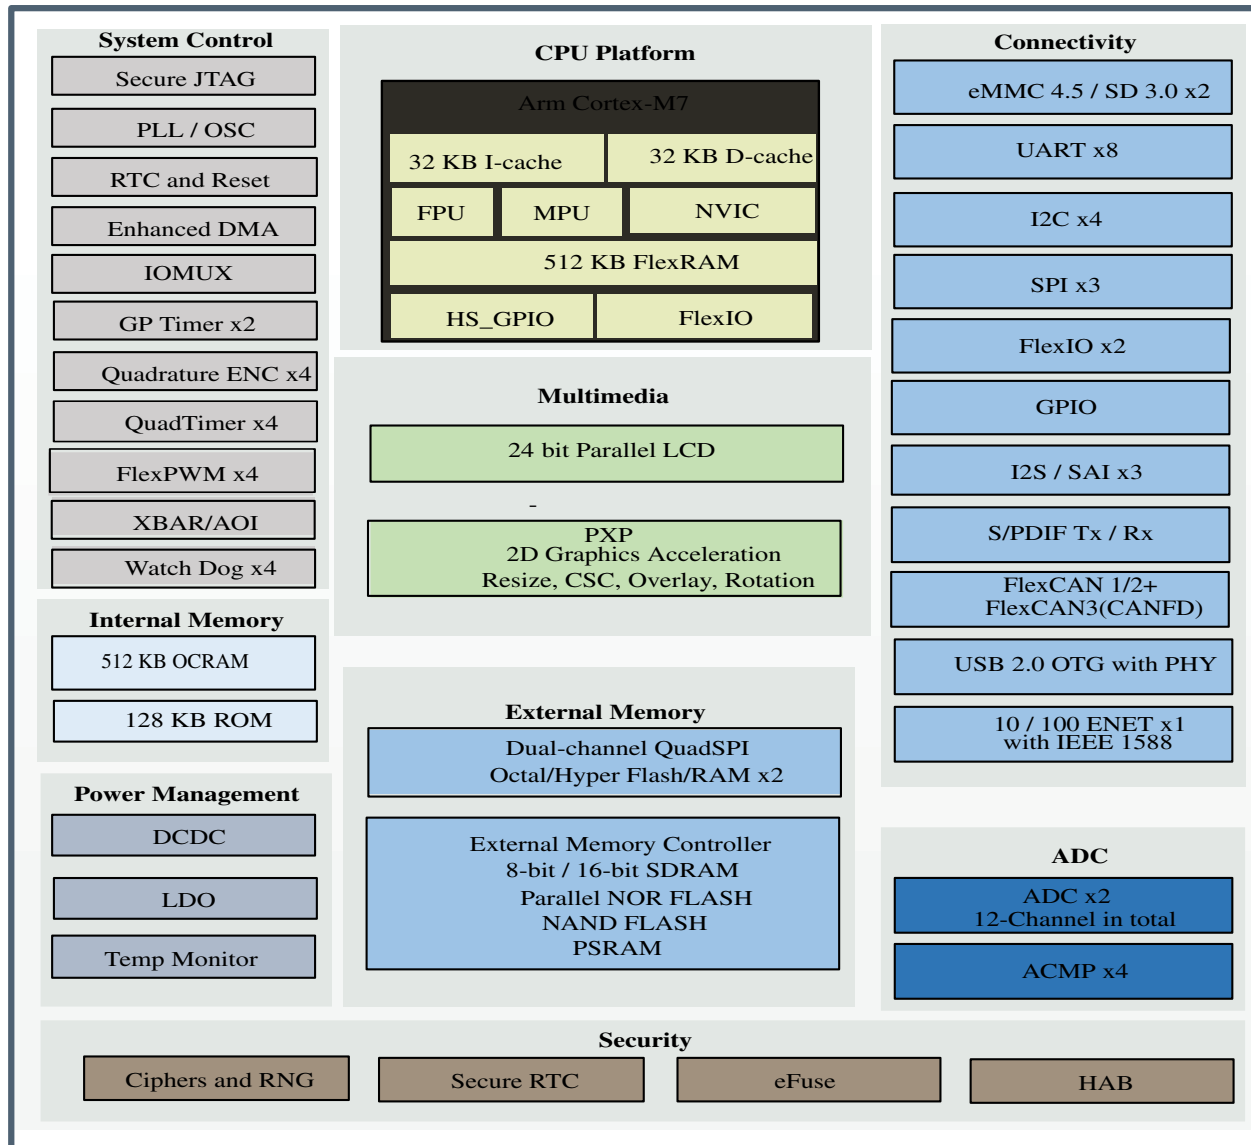 System Control
Secure JTAG
PLL / OSC
RTC and Reset
Enhanced DMA
IOMUX
GP Timer x2
Quadrature ENC x4
QuadTimer x4
FlexPWM x4
XBAR/AOI
Watch Dog x4
Internal Memory
512 KB OCRAM
128 KB ROM
Power Management
DCDC
LDO
Temp Monitor
CPU Platform
Arm Cortex-M7
32 KB I-cache
32 KB D-cache
FPU
MPU
NVIC
512 KB FlexRAM
HS_GPIO
FlexIO
Multimedia
24 bit Parallel LCD
-
PXP
2D Graphics Acceleration
Resize, CSC, Overlay, Rotation
External Memory
Dual-channel QuadSPI
Octal/Hyper Flash/RAM x2
External Memory Controller
8-bit / 16-bit SDRAM
Parallel NOR FLASH
NAND FLASH
PSRAM
Connectivity
eMMC 4.5 / SD 3.0 x2
UART x8
I2C x4
SPI x3
FlexIO x2
GPIO
I2S / SAI x3
S/PDIF Tx / Rx
FlexCAN 1/2+
FlexCAN3(CANFD)
USB 2.0 OTG with PHY
10 / 100 ENET x1
with IEEE 1588
ADC
ADC x2
12-Channel in total
ACMP x4
Security
Ciphers and RNG
Secure RTC
eFuse
HAB